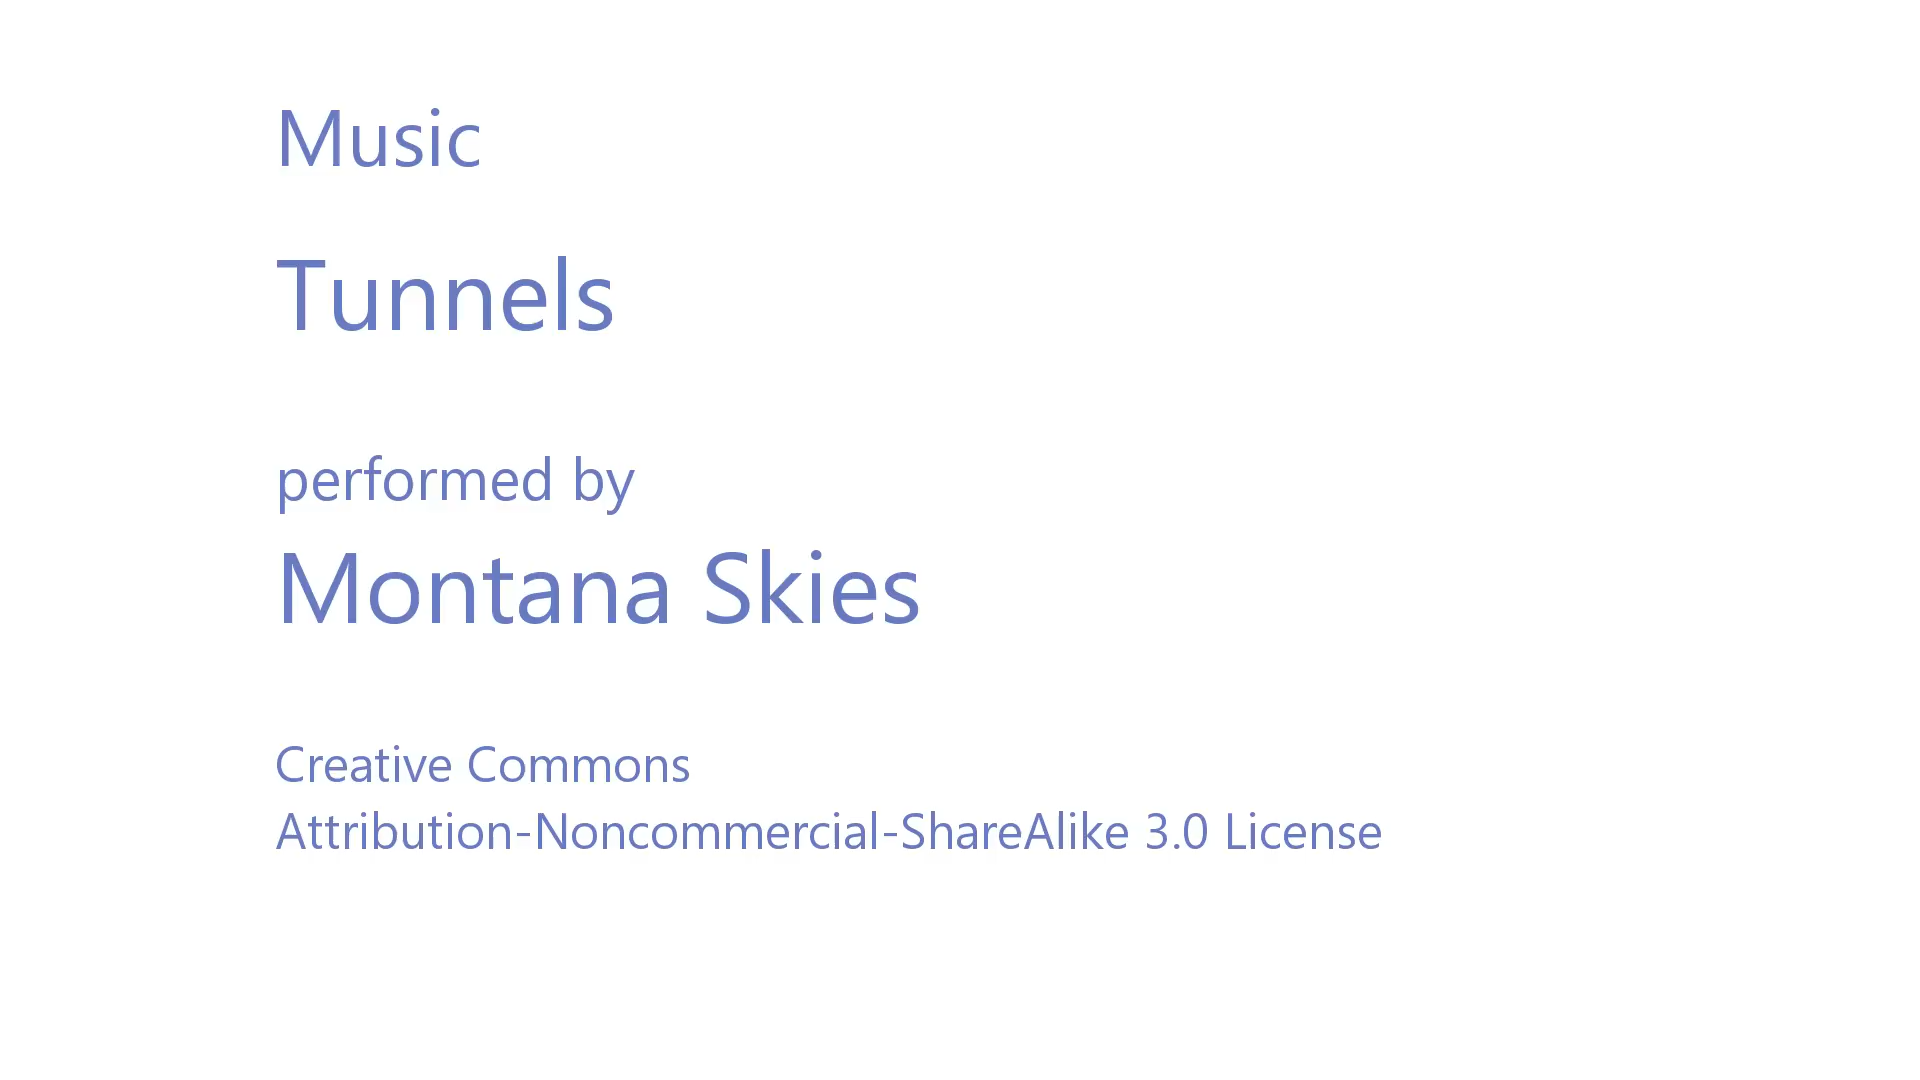 Music
Tunnels
performed by
Montana Skies
Creative Commons
Attribution-Noncommercial-ShareAlike 3.0 License